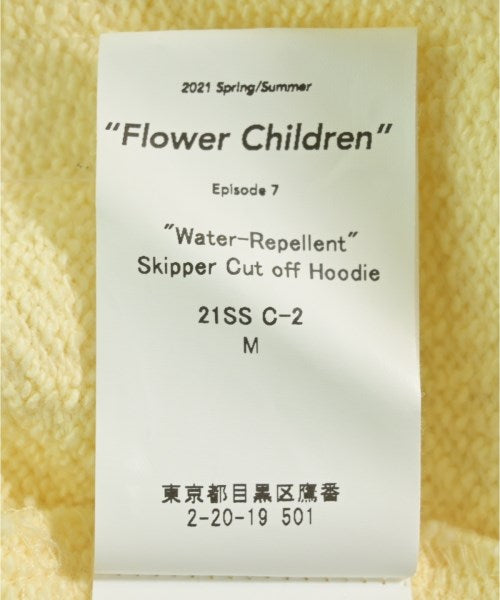 2021 Spring/Summer
"Flower Children"
Episode 7
"Water-Repellent"
Skipper Cut off Hoodie
21SS C-2
M
東京都目黒区鷹番
2-20-19 501